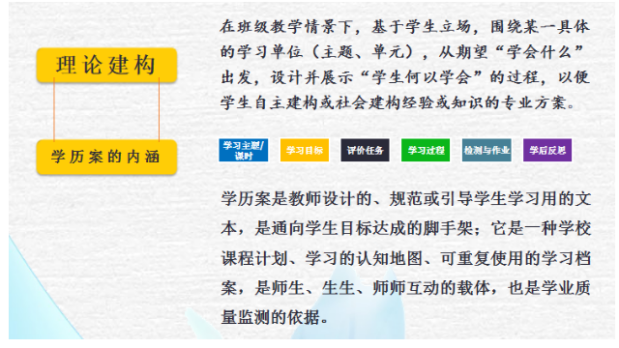 理论建构
学历案的内涵
在班级教学情景下，基于学生立场，围绕某一具体
的学习单位（主题、单元），从期望“学会什么”
出发，设计并展示“学生何以学会”的过程，以便
学生自主建构或社会建构经验或知识的专业方案。
学习主题/
课时
学习目标
评价任务
学习过程
检测与作业
学后反思
学历案是教师设计的、规范或引导学生学习用的文
本，是通向学生目标达成的脚手架；它是一种学校
课程计划、学习的认知地图、可重复使用的学习档
案，是师生、生生、师师互动的载体，也是学业质
量监测的依据。